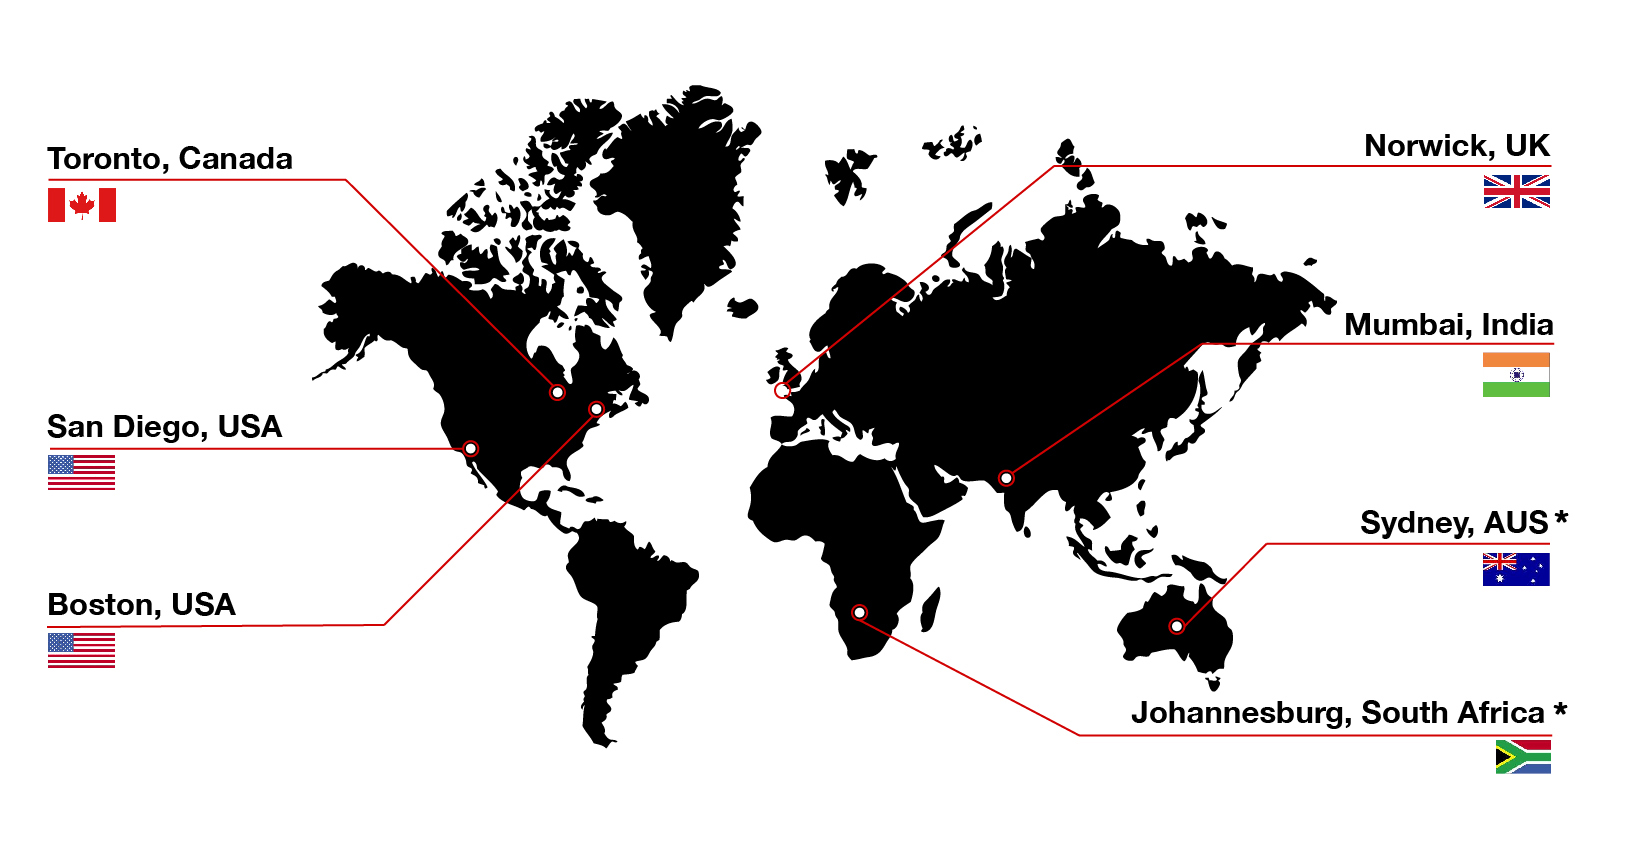 Toronto, Canada
San Diego, USA
Boston, USA
Norwick, UK
Mumbai, India
Sydney, AUS *
Johannesburg, South Africa *